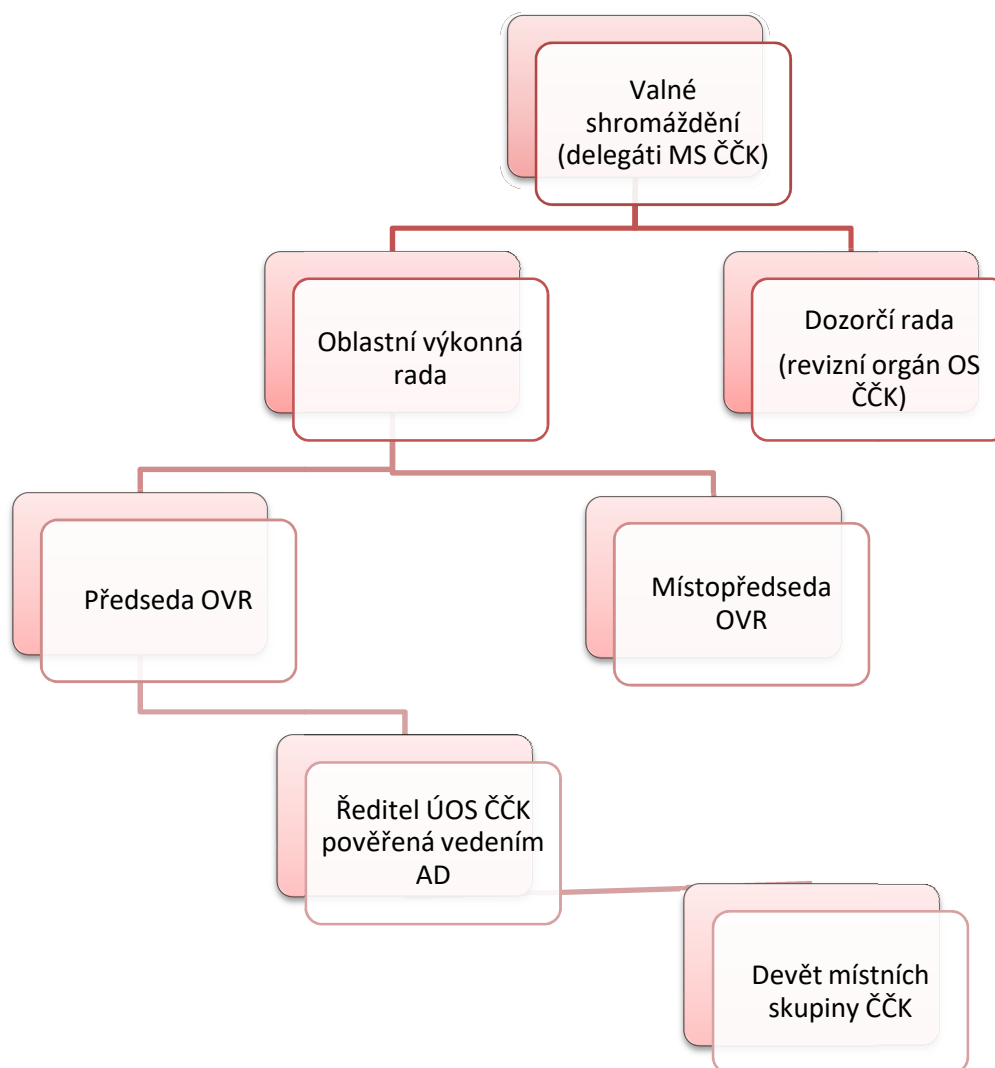 Valné
shromáždění
(delegáti MS ČČK)
Oblastní výkonná
rada
Dozorčí rada
(revizní orgán OS
ČČK)
Předseda OVR
Místopředseda
OVR
Ředitel ÚOS ČČK
pověřená vedením
AD
Devět místních
skupiny ČČK